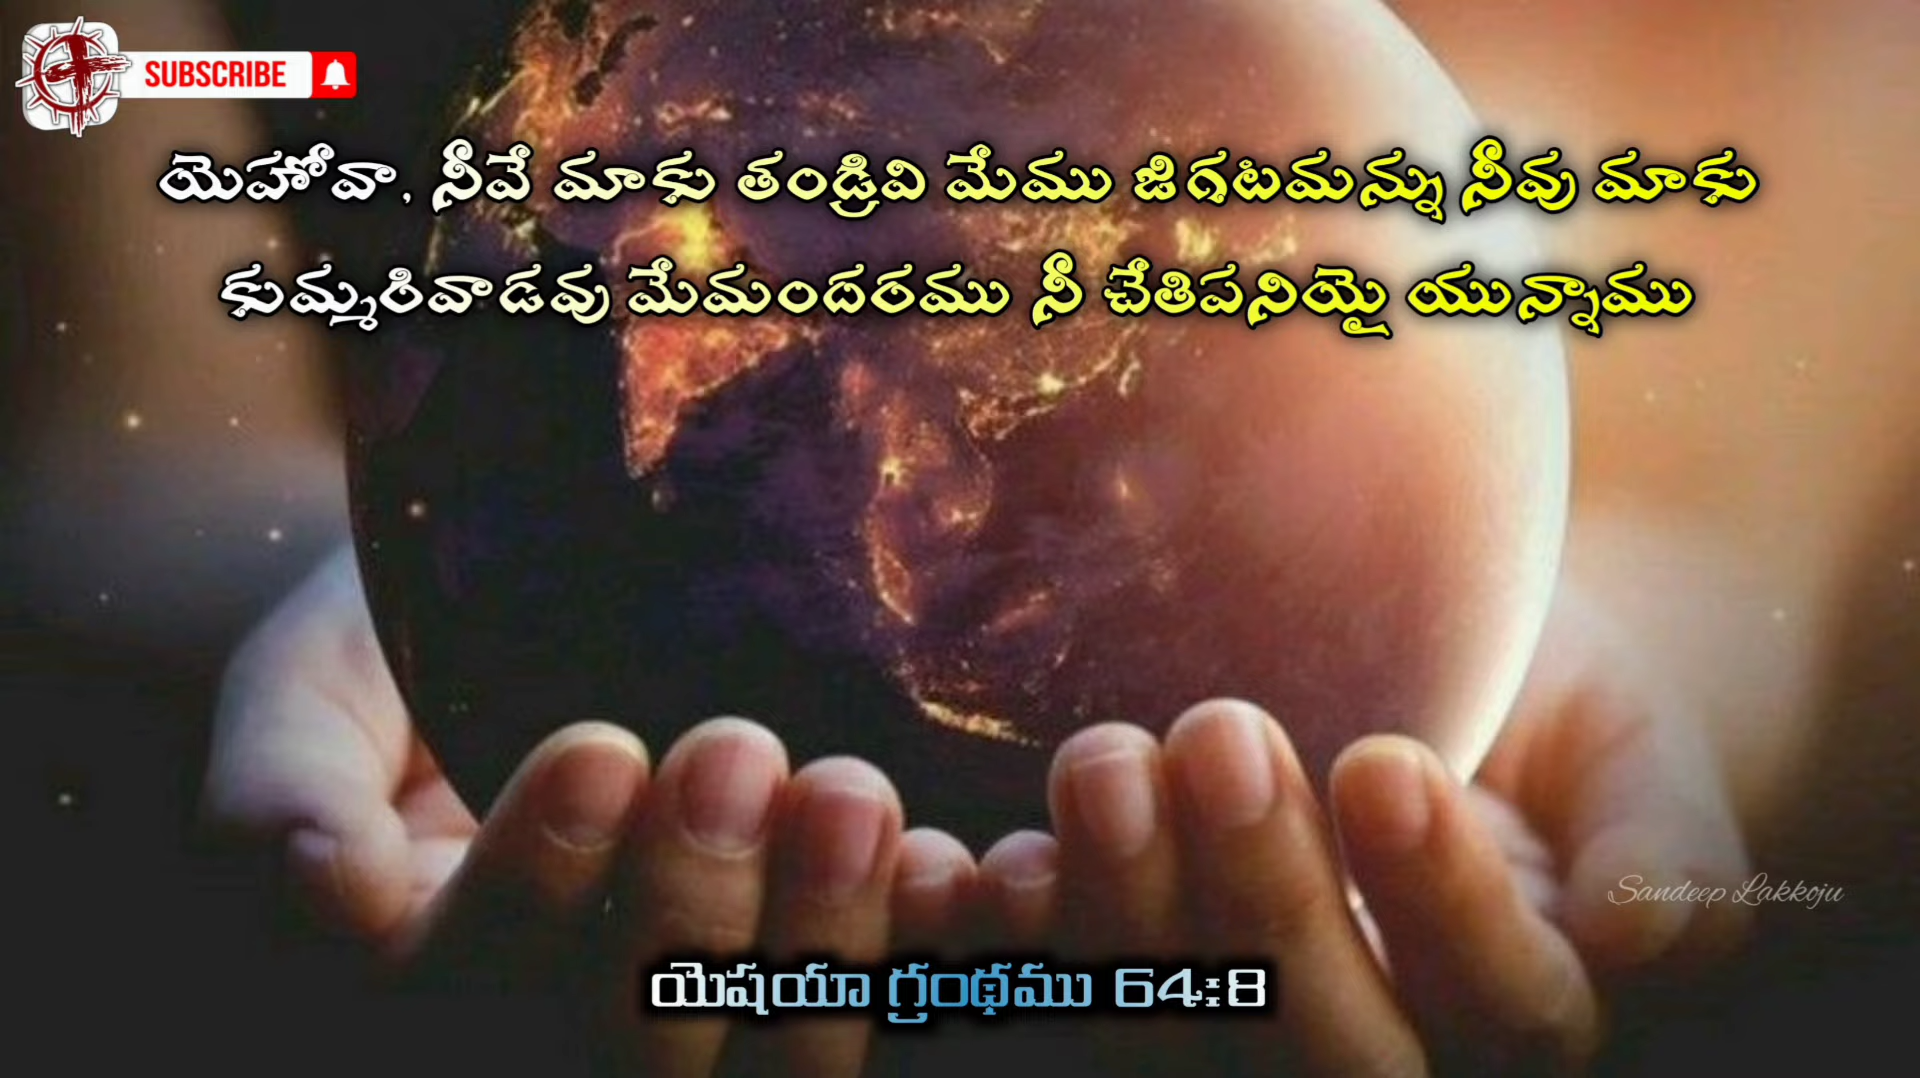 SUBSCRIBE
యెహోవా, నీవే మాకు తండ్రివి మేము జిగటమన్ను నీవు మాకు
కుమ్మరివాడవు మేమందరము నీ చేతిపనియై యున్నాము
Sandeep Lakkoju
యెషయా గ్రంథము 64:8